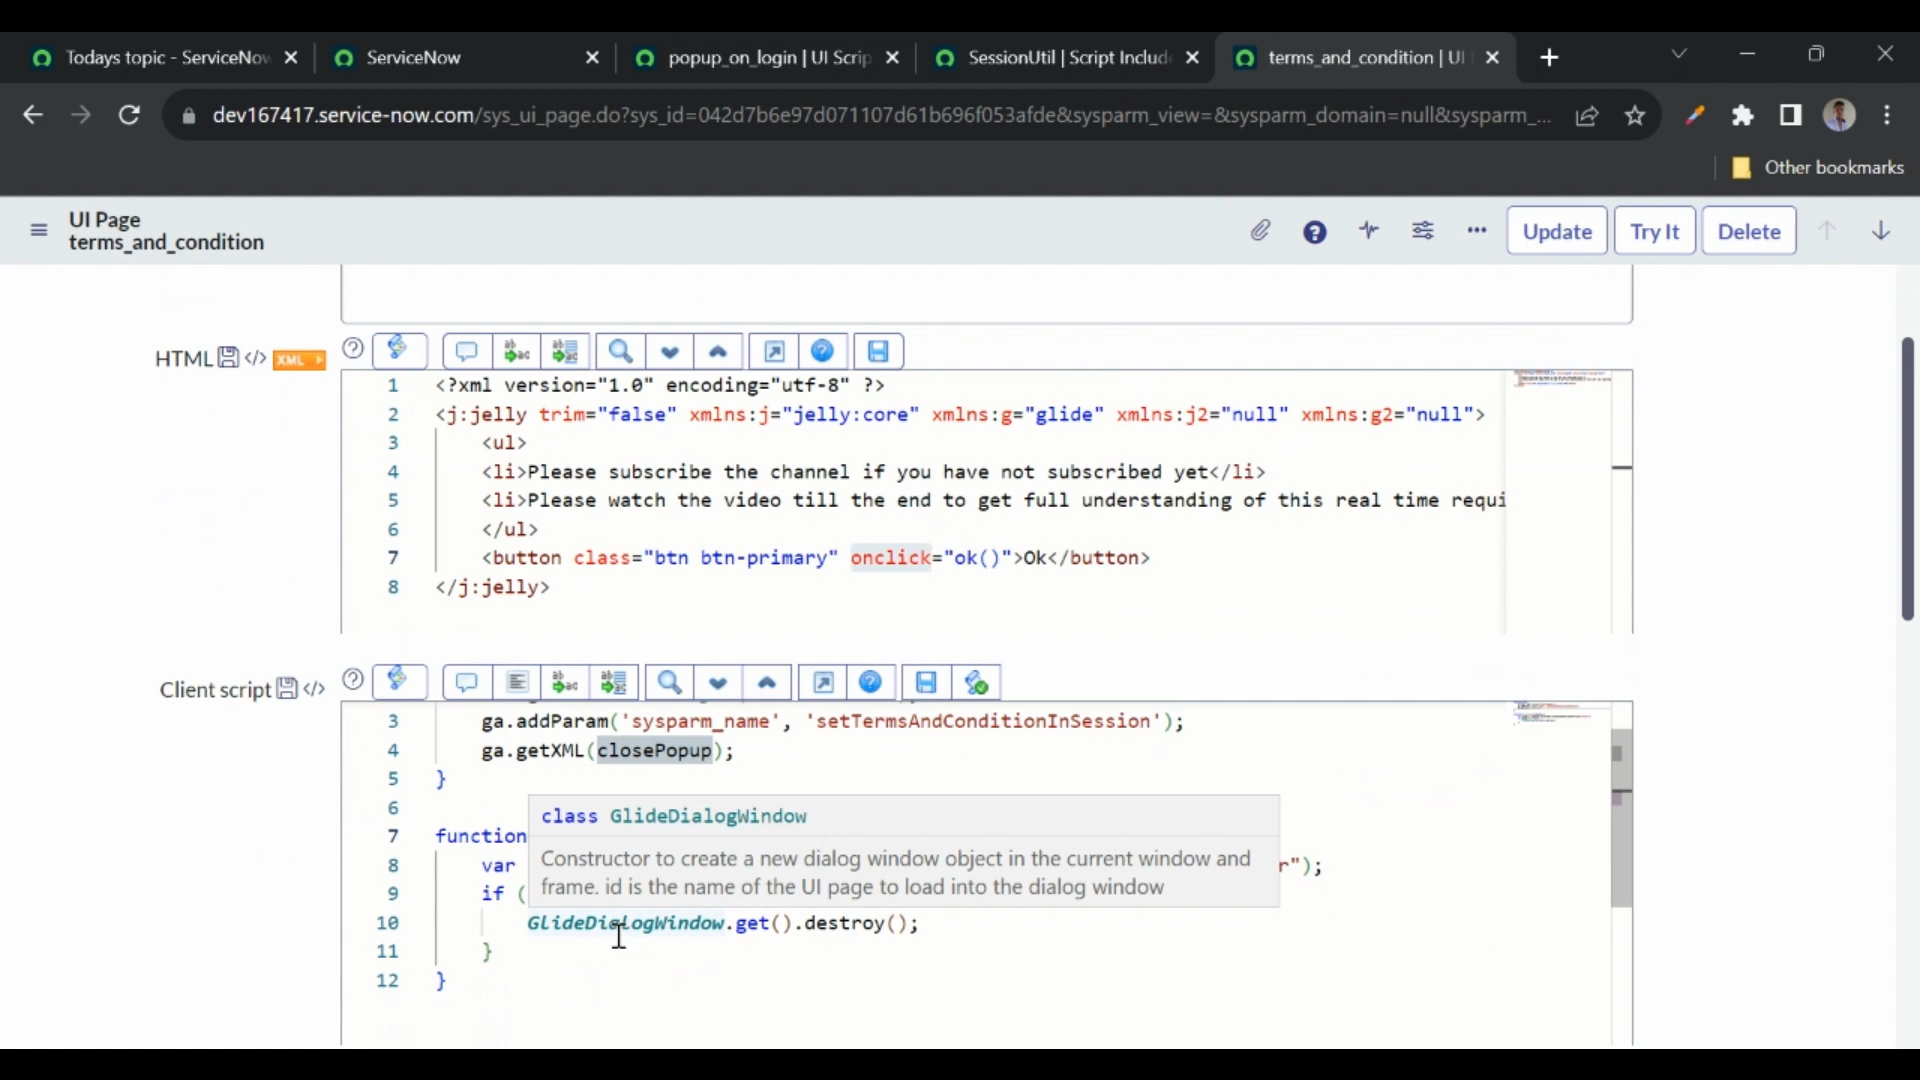 Todays topic - ServiceNow
ServiceNow
popup_on_login | UI Scrip
SessionUtil | Script Includ
terms_and_condition | UI
dev167417.service-now.com/sys_ui_page.do?sys_id=042d7b6e97d071107d61b696f053afde&sysparm_view=&sysparm_domain=null&sysparm_...
Other bookmarks
UI Page
terms_and_condition
Update
Try It
Delete
HTML
XML
1 <?xml version="1.0" encoding="utf-8" ?>
2 <j:jelly trim="false" xmlns:j="jelly:core" xmlns:g="glide" xmlns:j2="null" xmlns:g2="null">
3 <ul>
4 <li>Please subscribe the channel if you have not subscribed yet</li>
5 <li>Please watch the video till the end to get full understanding of this real time requi
6 </ul>
7 <button class="btn btn-primary" onclick="ok()">Ok</button>
8 </j:jelly>
Client script
3 ga.addParam('sysparm_name', 'setTermsAndConditionInSession');
4 ga.getXML(closePopup);
5 }
6
class GlideDialogWindow
7 function
Constructor to create a new dialog window object in the current window and
frame. id is the name of the UI page to load into the dialog window
8 var r");
9 if (
10 GlideDialogWindow.get().destroy();
11 }
12 }